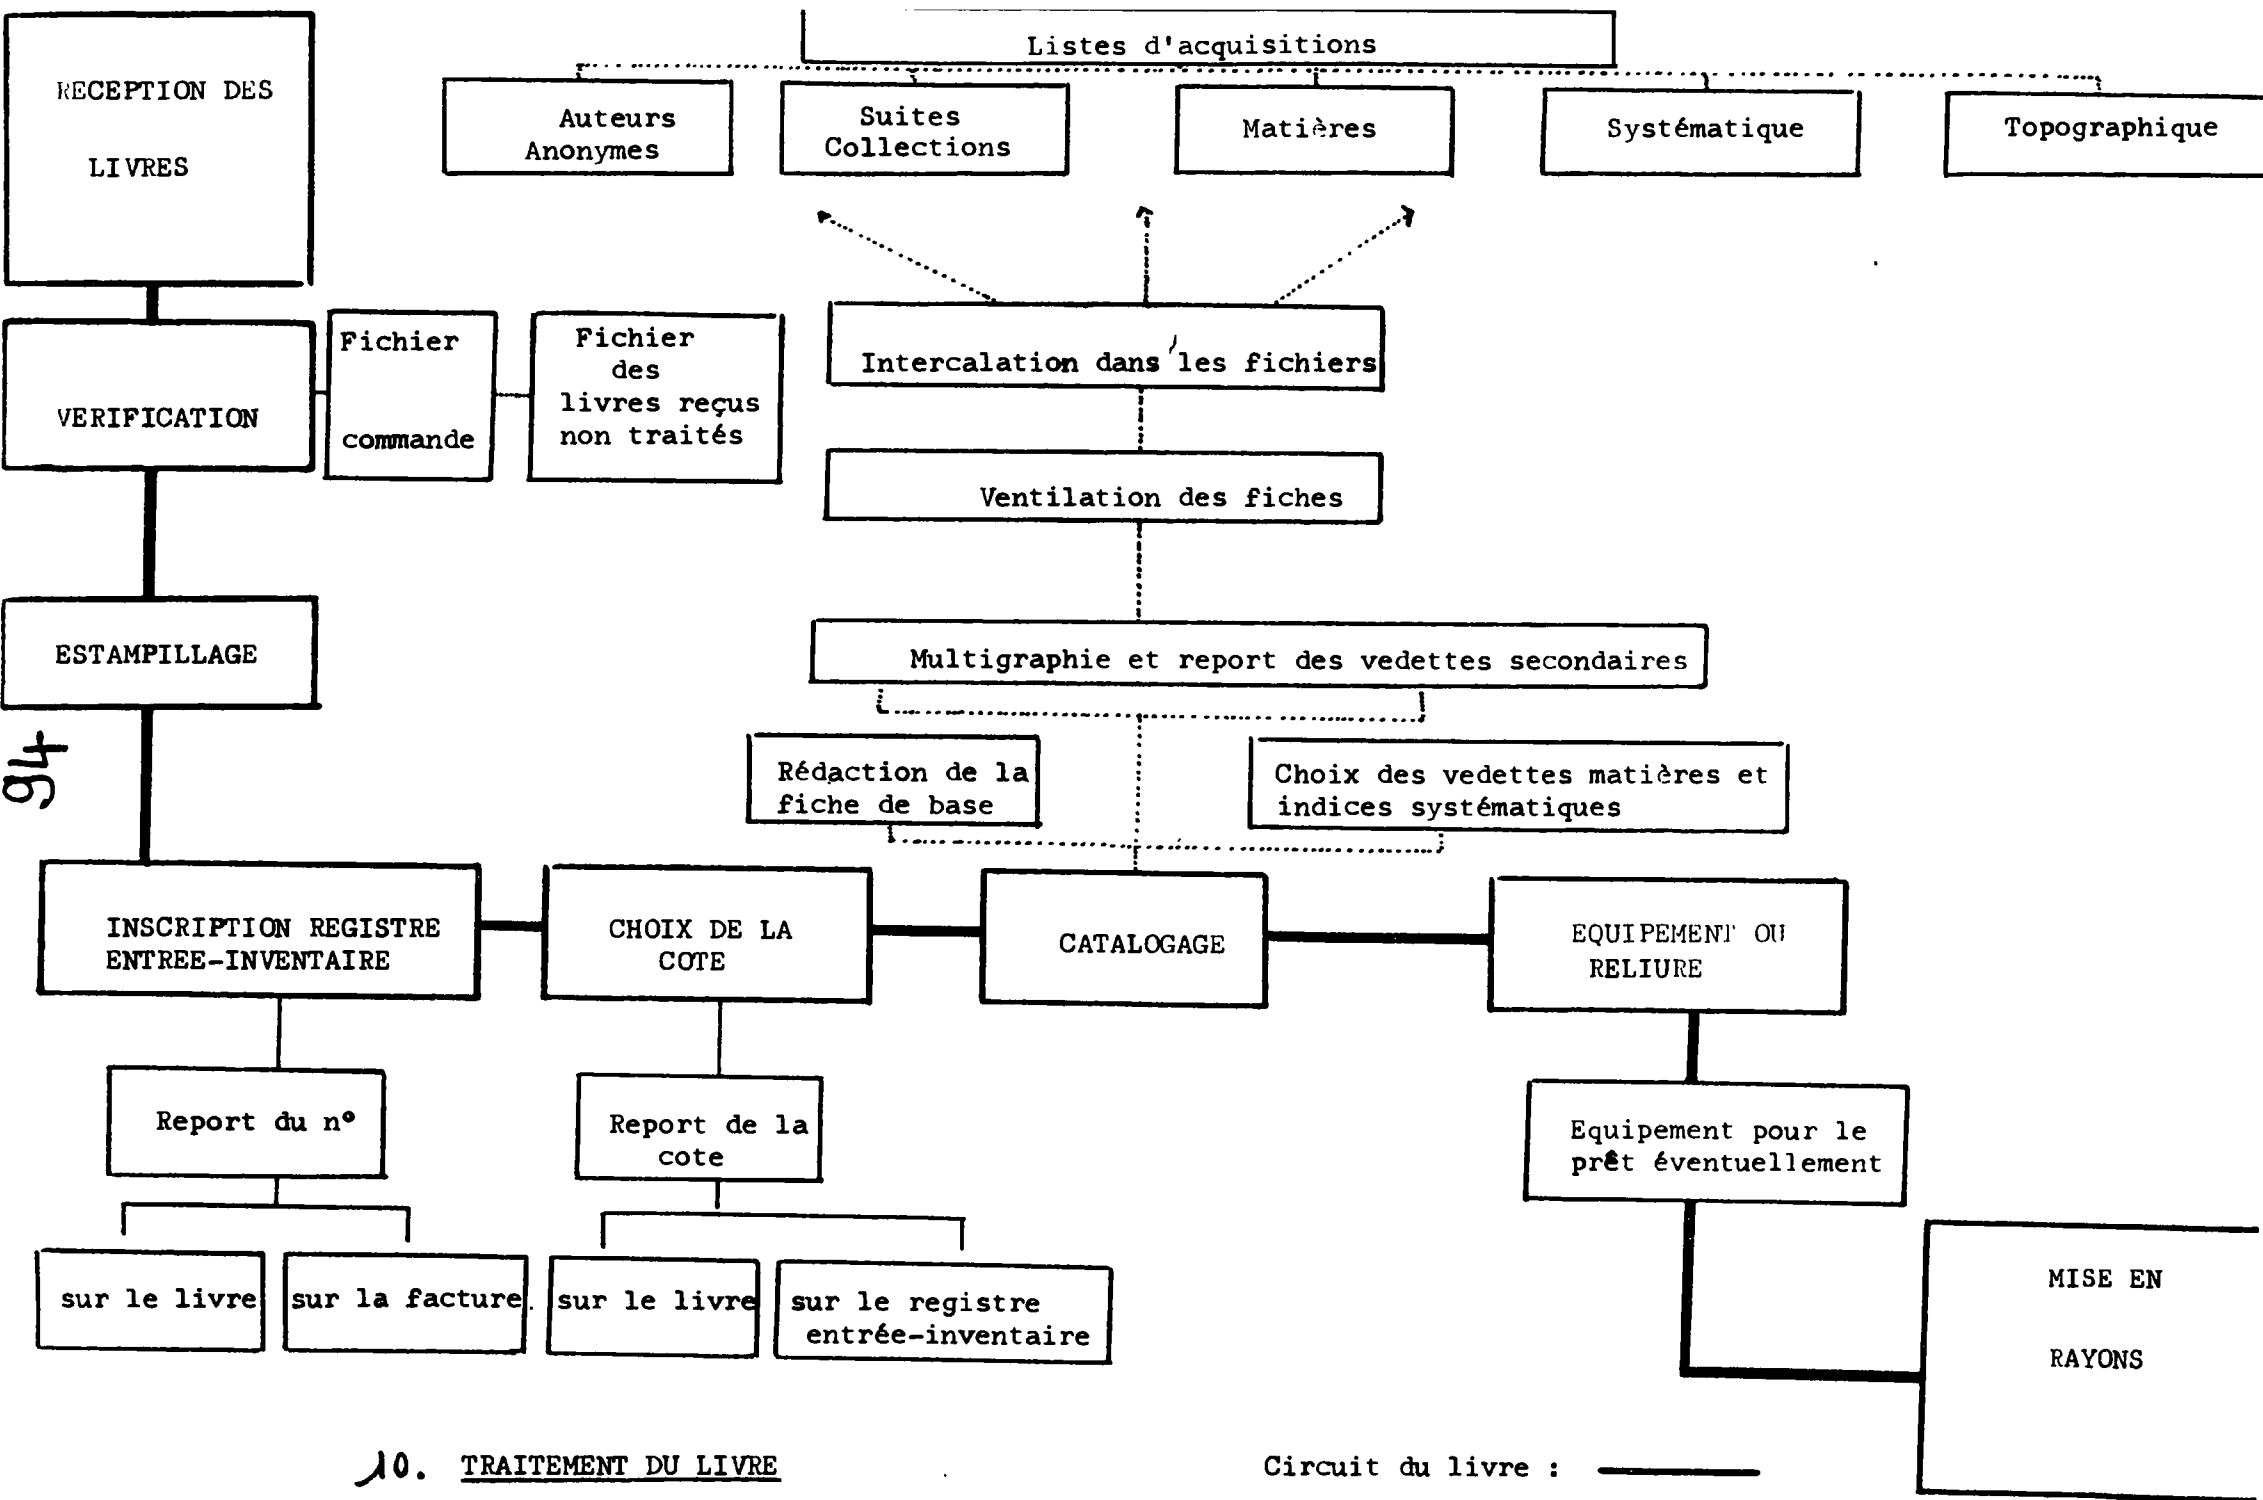 RECEPTION DES
LIVRES
Listes d'acquisitions
Auteurs
Anonymes
Suites
Collections
Matières
Systématique
Topographique
VERIFICATION
Fichier
commande
Fichier
des
livres reçus
non traités
Intercalation dans les fichiers
Ventilation des fiches
ESTAMPILLAGE
Multigraphie et report des vedettes secondaires
94
Rédaction de la
fiche de base
Choix des vedettes matières et
indices systématiques
INSCRIPTION REGISTRE
ENTREE-INVENTAIRE
CHOIX DE LA
COTE
CATALOGAGE
EQUIPEMENT OU
RELIURE
Report du n°
Report de la
cote
Equipement pour le
prêt éventuellement
sur le livre
sur la facture
sur le livre
sur le registre
entrée-inventaire
MISE EN
RAYONS
10. TRAITEMENT DU LIVRE
Circuit du livre :